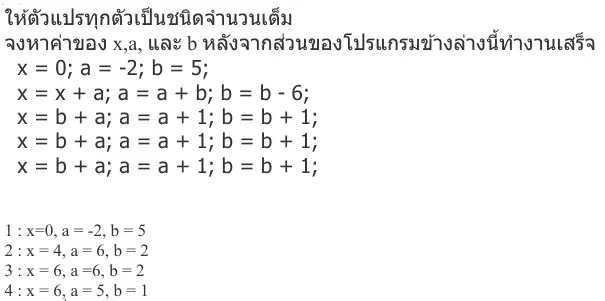 ให้ตัวแปรทุกตัวเป็นชนิดจำนวนเต็ม
จงหาค่าของ x,a, และ b หลังจากส่วนของโปรแกรมข้างล่างนี้ทำงานเสร็จ
x = 0; a = -2; b = 5;
x = x + a; a = a + b; b = b - 6;
x = b + a; a = a + 1; b = b + 1;
x = b + a; a = a + 1; b = b + 1;
x = b + a; a = a + 1; b = b + 1;
1 : x=0, a = -2, b = 5
2 : x = 4, a = 6, b = 2
3 : x = 6, a =6, b = 2
4 : x = 6, a = 5, b = 1